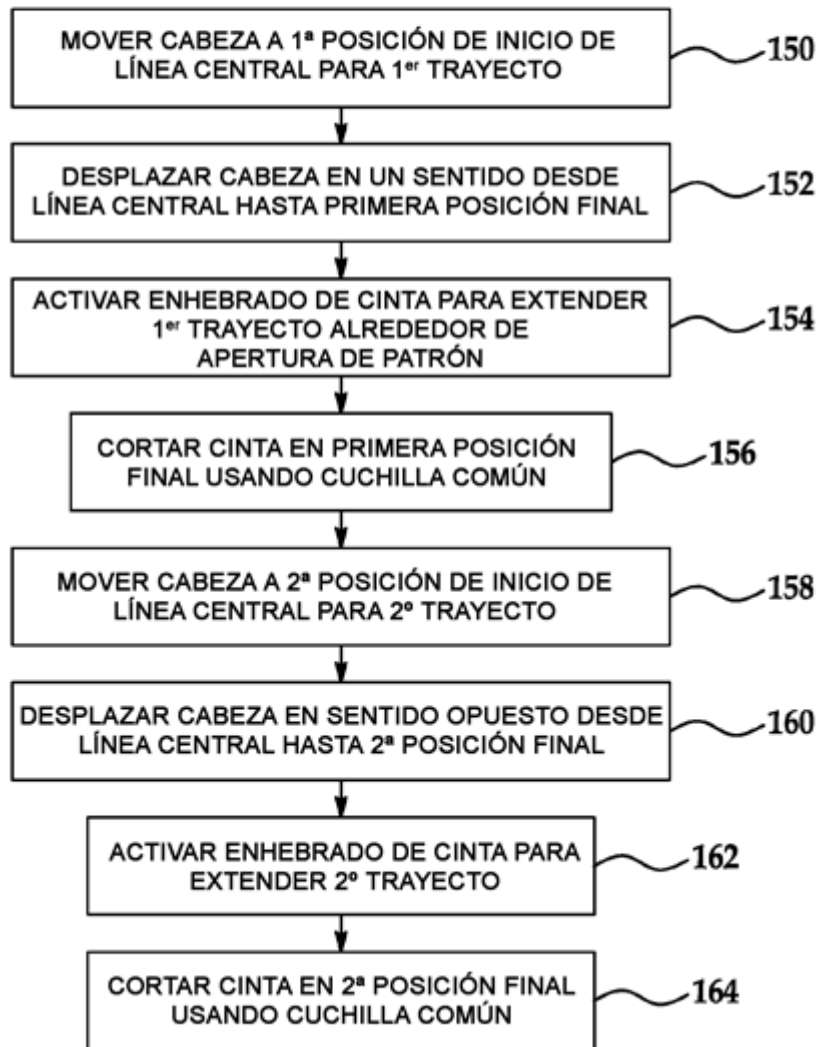 MOVER CABEZA A 1ª POSICIÓN DE INICIO DE
LÍNEA CENTRAL PARA 1er TRAYECTO
150
DESPLAZAR CABEZA EN UN SENTIDO DESDE
LÍNEA CENTRAL HASTA PRIMERA POSICIÓN FINAL
152
ACTIVAR ENHEBRADO DE CINTA PARA EXTENDER
1er TRAYECTO ALREDEDOR DE
APERTURA DE PATRÓN
154
CORTAR CINTA EN PRIMERA POSICIÓN
FINAL USANDO CUCHILLA COMÚN
156
MOVER CABEZA A 2ª POSICIÓN DE INICIO DE
LÍNEA CENTRAL PARA 2º TRAYECTO
158
DESPLAZAR CABEZA EN SENTIDO OPUESTO DESDE
LÍNEA CENTRAL HASTA 2ª POSICIÓN FINAL
160
ACTIVAR ENHEBRADO DE CINTA PARA
EXTENDER 2º TRAYECTO
162
CORTAR CINTA EN 2ª POSICIÓN FINAL
USANDO CUCHILLA COMÚN
164